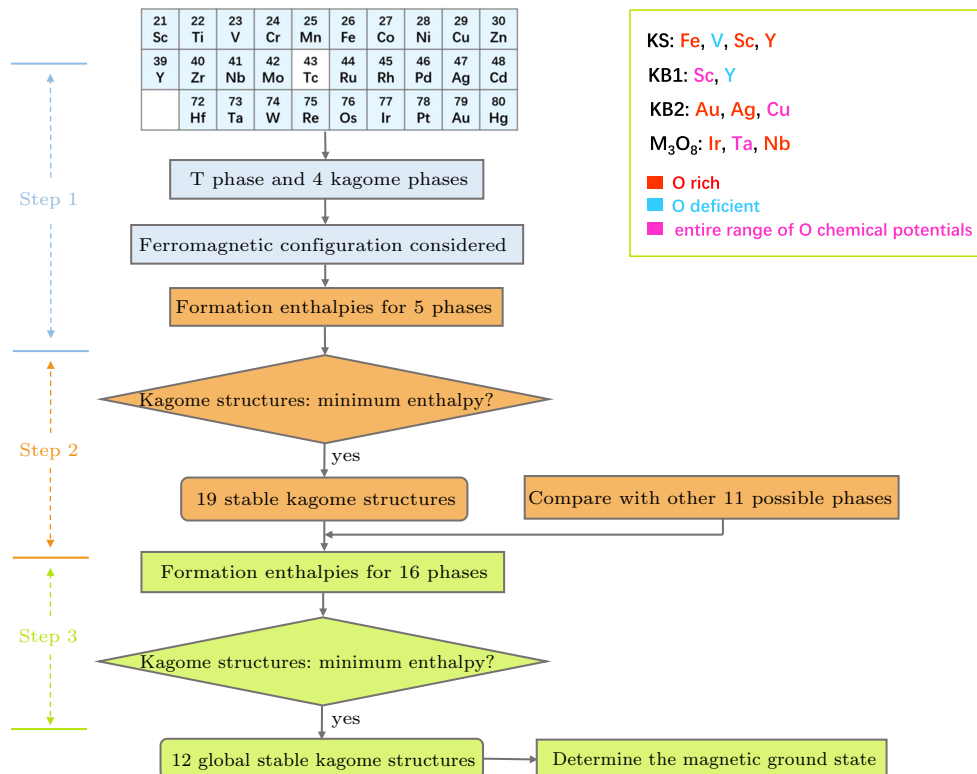 21 22 23 24 25 26 27 28 29 30
Sc Ti V Cr Mn Fe Co Ni Cu Zn
39 40 41 42 43 44 45 46 47 48
Y Zr Nb Mo Tc Ru Rh Pd Ag Cd
72 73 74 75 76 77 78 79 80
Hf Ta W Re Os Ir Pt Au Hg
T phase and 4 kagome phases
Step 1
Ferromagnetic configuration considered
Formation enthalpies for 5 phases
Kagome structures: minimum enthalpy?
Step 2
yes
19 stable kagome structures
Compare with other 11 possible phases
Formation enthalpies for 16 phases
Step 3
Kagome structures: minimum enthalpy?
yes
12 global stable kagome structures
Determine the magnetic ground state
KS: Fe, V, Sc, Y
KB1: Sc, Y
KB2: Au, Ag, Cu
M₃O₈: Ir, Ta, Nb
O rich
O deficient
entire range of O chemical potentials